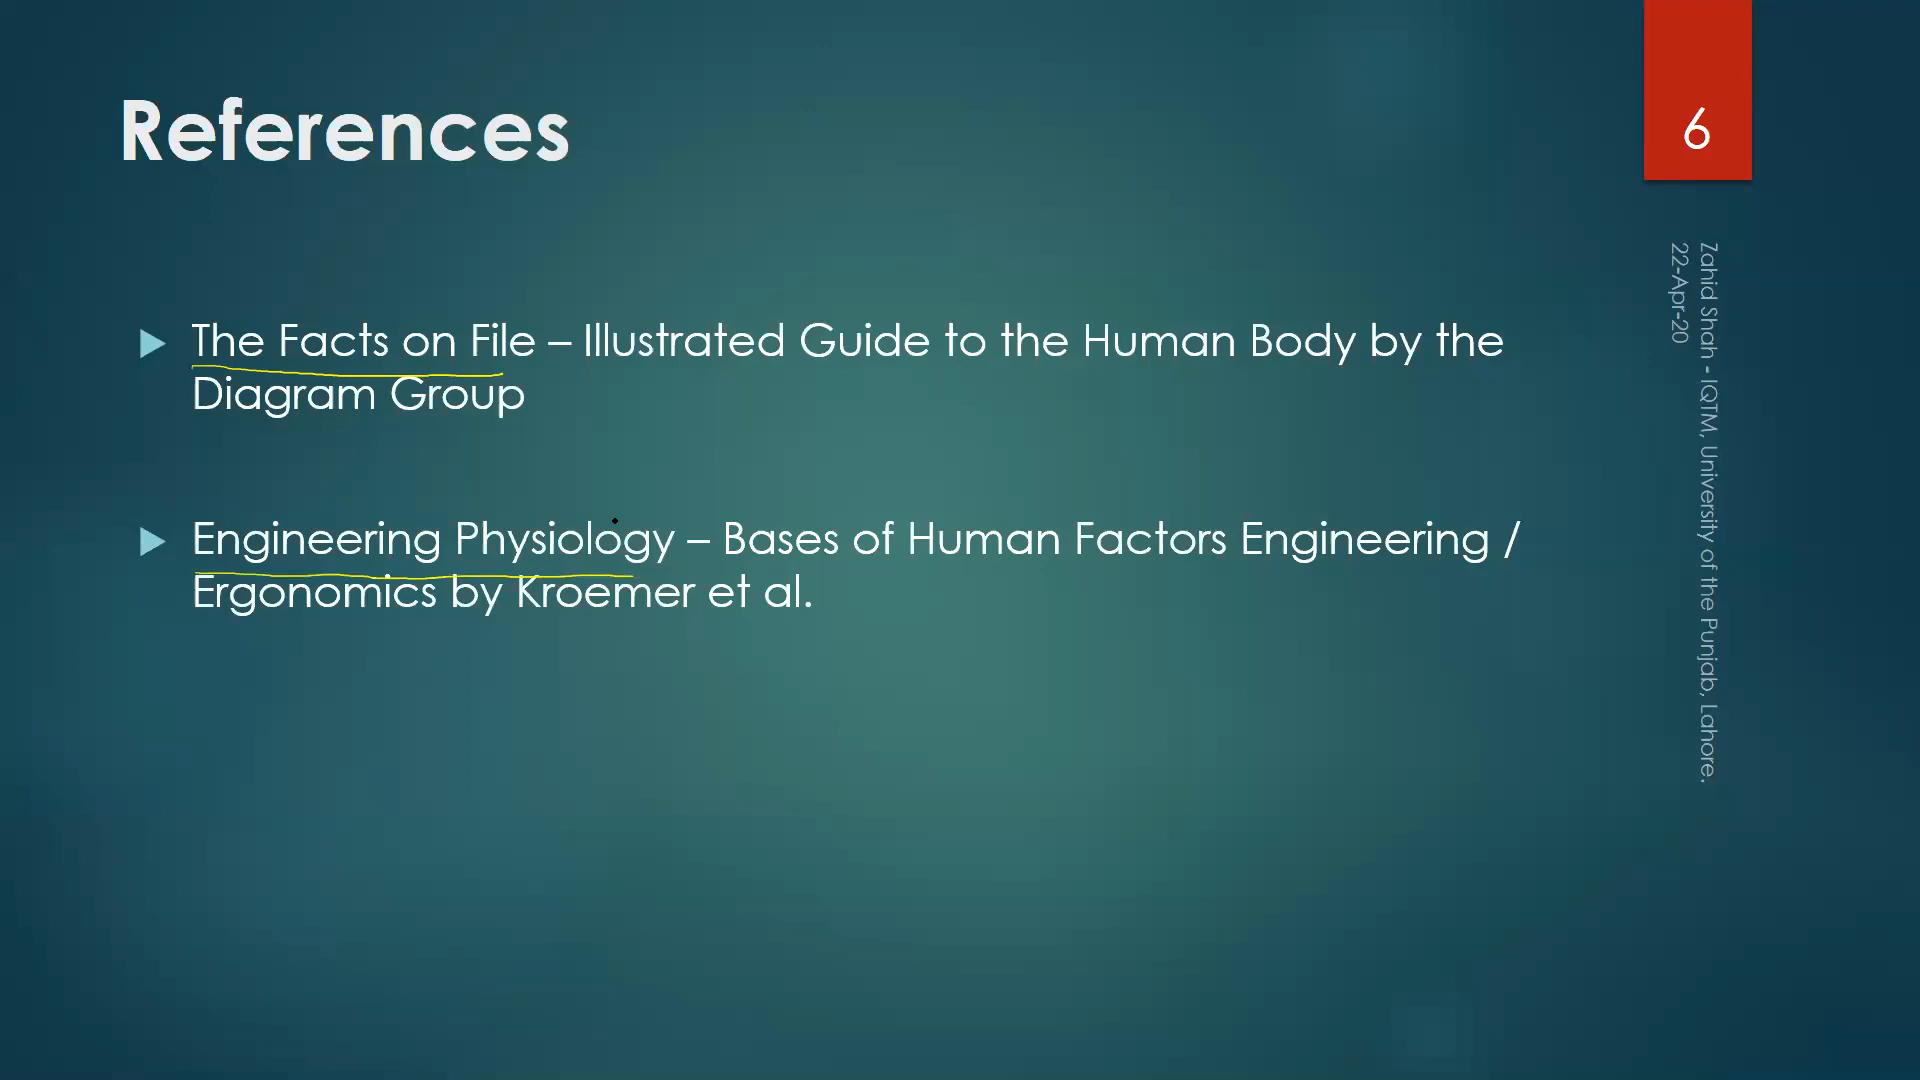 References
6
The Facts on File – Illustrated Guide to the Human Body by the
Diagram Group
Engineering Physiology – Bases of Human Factors Engineering /
Ergonomics by Kroemer et al.
Zahid Shah - IQTM, University of the Punjab, Lahore.
22-Apr-20